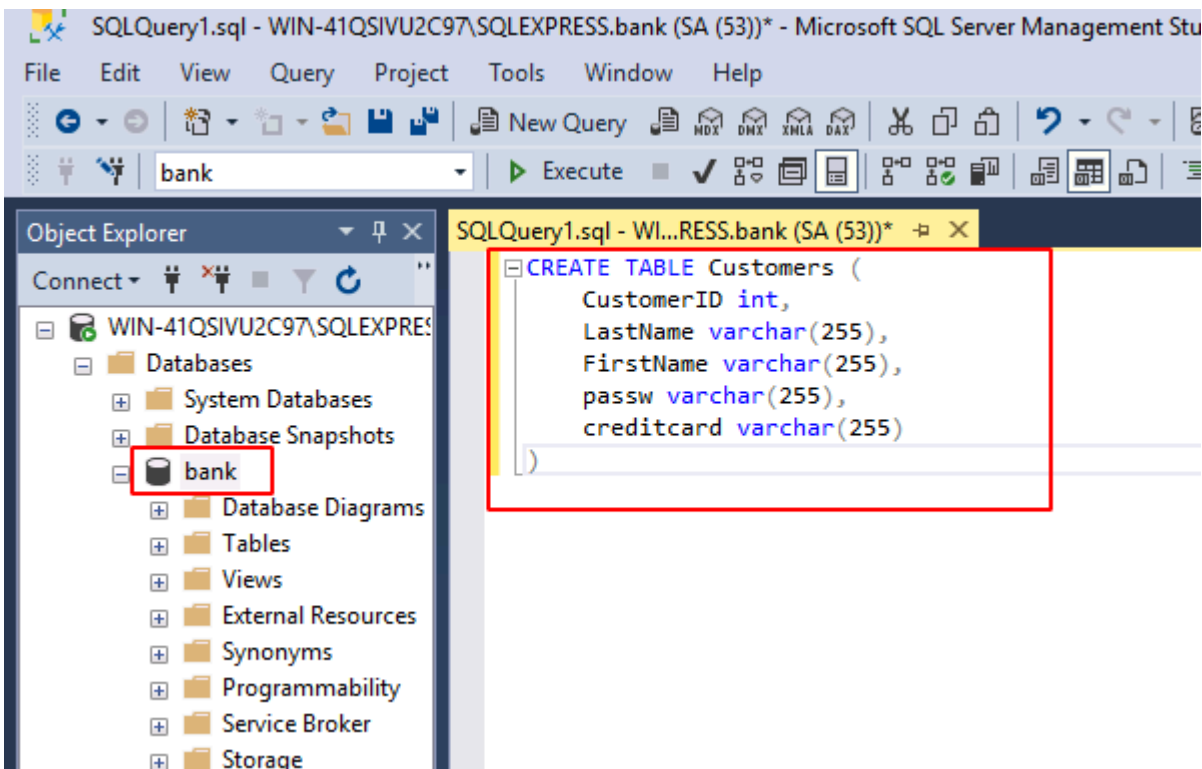 SQLQuery1.sql - WIN-41QSIVU2C97\SQLEXPRESS.bank (SA (53))* - Microsoft SQL Server Management Stu
File Edit View Query Project Tools Window Help
New Query MDX DMX XMLA DAX
bank Execute
Object Explorer
SQLQuery1.sql - WI...RESS.bank (SA (53))*
Connect
WIN-41QSIVU2C97\SQLEXPRES
Databases
System Databases
Database Snapshots
bank
Database Diagrams
Tables
Views
External Resources
Synonyms
Programmability
Service Broker
Storage
CREATE TABLE Customers (
CustomerID int,
LastName varchar(255),
FirstName varchar(255),
passw varchar(255),
creditcard varchar(255)
)